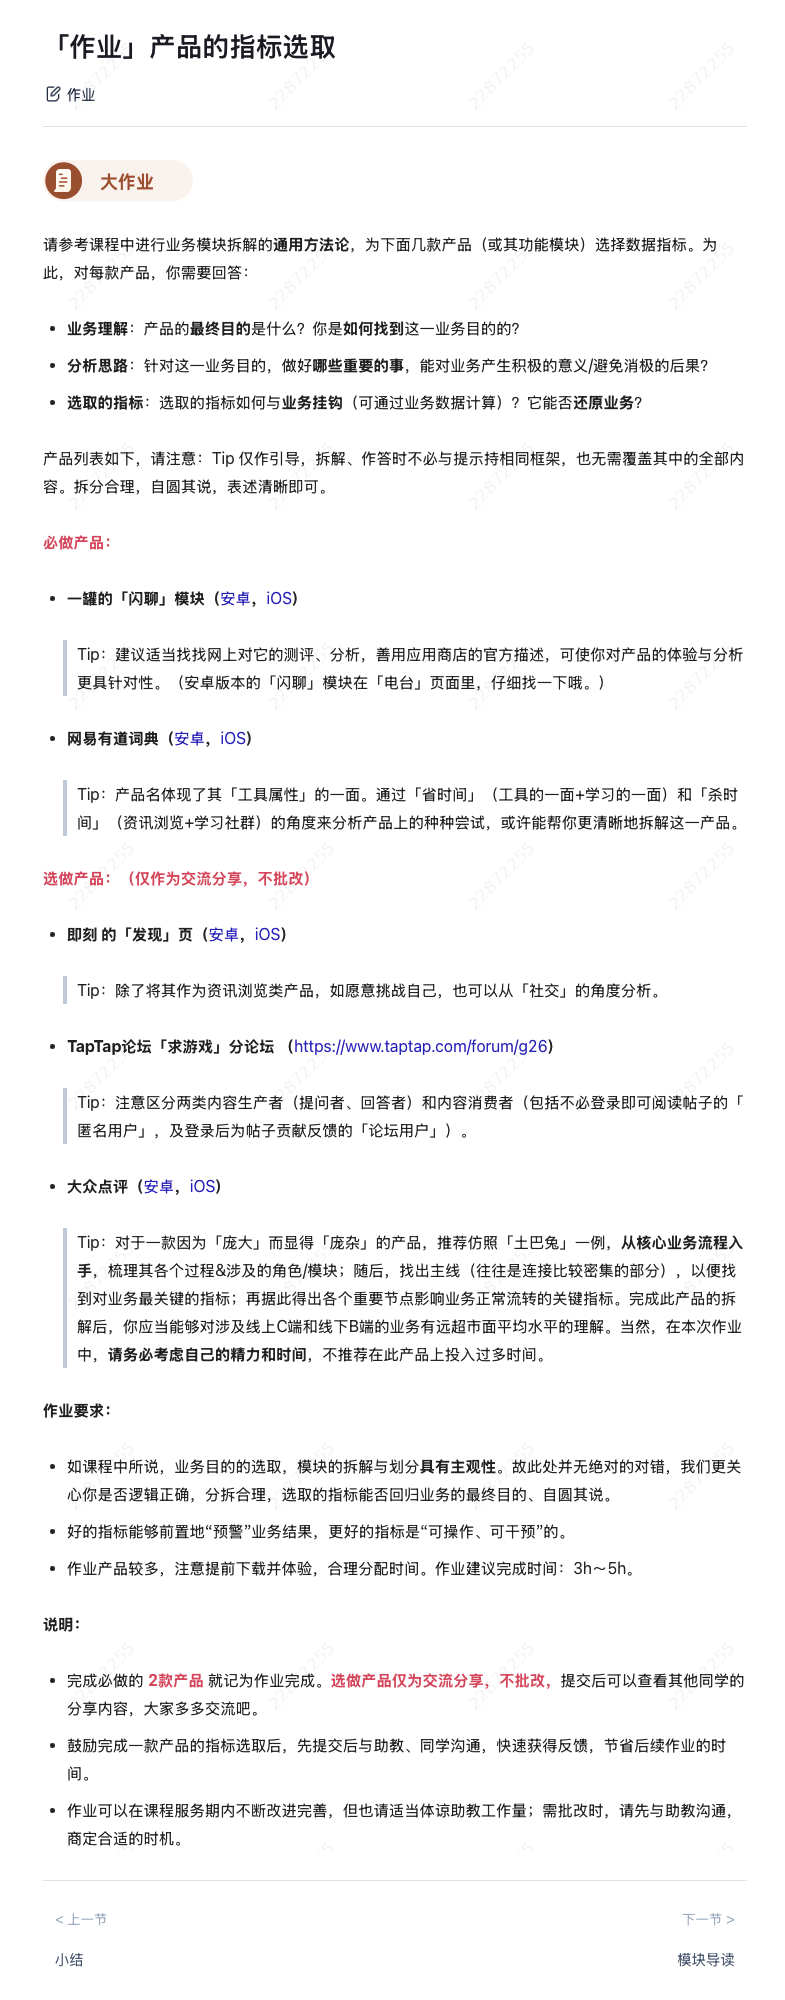 「作业」产品的指标选取
作业
大作业
请参考课程中进行业务模块拆解的通用方法论，为下面几款产品（或其功能模块）选择数据指标。为
此，对每款产品，你需要回答：
业务理解：产品的最终目的是什么？你是如何找到这一业务目的的？
分析思路：针对这一业务目的，做好哪些重要的事，能对业务产生积极的意义/避免消极的后果？
选取的指标：选取的指标如何与业务挂钩（可通过业务数据计算）？它能否还原业务？
产品列表如下，请注意：Tip 仅作引导，拆解、作答时不必与提示持相同框架，也无需覆盖其中的全部内
容。拆分合理，自圆其说，表述清晰即可。
必做产品：
一罐的「闪聊」模块（安卓，iOS）
Tip：建议适当找找网上对它的测评、分析，善用应用商店的官方描述，可使你对产品的体验与分析
更具针对性。（安卓版本的「闪聊」模块在「电台」页面里，仔细找一下哦。）
网易有道词典（安卓，iOS）
Tip：产品名体现了其「工具属性」的一面。通过「省时间」（工具的一面+学习的一面）和「杀时
间」（资讯浏览+学习社群）的角度来分析产品上的种种尝试，或许能帮你更清晰地拆解这一产品。
选做产品：（仅作为交流分享，不批改）
即刻 的「发现」页（安卓，iOS）
Tip：除了将其作为资讯浏览类产品，如愿意挑战自己，也可以从「社交」的角度分析。
TapTap论坛「求游戏」分论坛 （https://www.taptap.com/forum/g26）
Tip：注意区分两类内容生产者（提问者、回答者）和内容消费者（包括不必登录即可阅读帖子的「
匿名用户」，及登录后为帖子贡献反馈的「论坛用户」）。
大众点评（安卓，iOS）
Tip：对于一款因为「庞大」而显得「庞杂」的产品，推荐仿照「土巴兔」一例，从核心业务流程入
手，梳理其各个过程&涉及的角色/模块；随后，找出主线（往往是连接比较密集的部分），以便找
到对业务最关键的指标；再据此得出各个重要节点影响业务正常流转的关键指标。完成此产品的拆
解后，你应当能够对涉及线上C端和线下B端的业务有远超市面平均水平的理解。当然，在本次作业
中，请务必考虑自己的精力和时间，不推荐在此产品上投入过多时间。
作业要求：
如课程中所说，业务目的的选取，模块的拆解与划分具有主观性。故此处并无绝对的对错，我们更关
心你是否逻辑正确，分拆合理，选取的指标能否回归业务的最终目的、自圆其说。
好的指标能够前置地“预警”业务结果，更好的指标是“可操作、可干预”的。
作业产品较多，注意提前下载并体验，合理分配时间。作业建议完成时间：3h～5h。
说明：
完成必做的 2款产品 就记为作业完成。选做产品仅为交流分享，不批改，提交后可以查看其他同学的
分享内容，大家多多交流吧。
鼓励完成一款产品的指标选取后，先提交后与助教、同学沟通，快速获得反馈，节省后续作业的时
间。
作业可以在课程服务期内不断改进完善，但也请适当体谅助教工作量；需批改时，请先与助教沟通，
商定合适的时机。
< 上一节 下一节 >
小结 模块导读
22872255